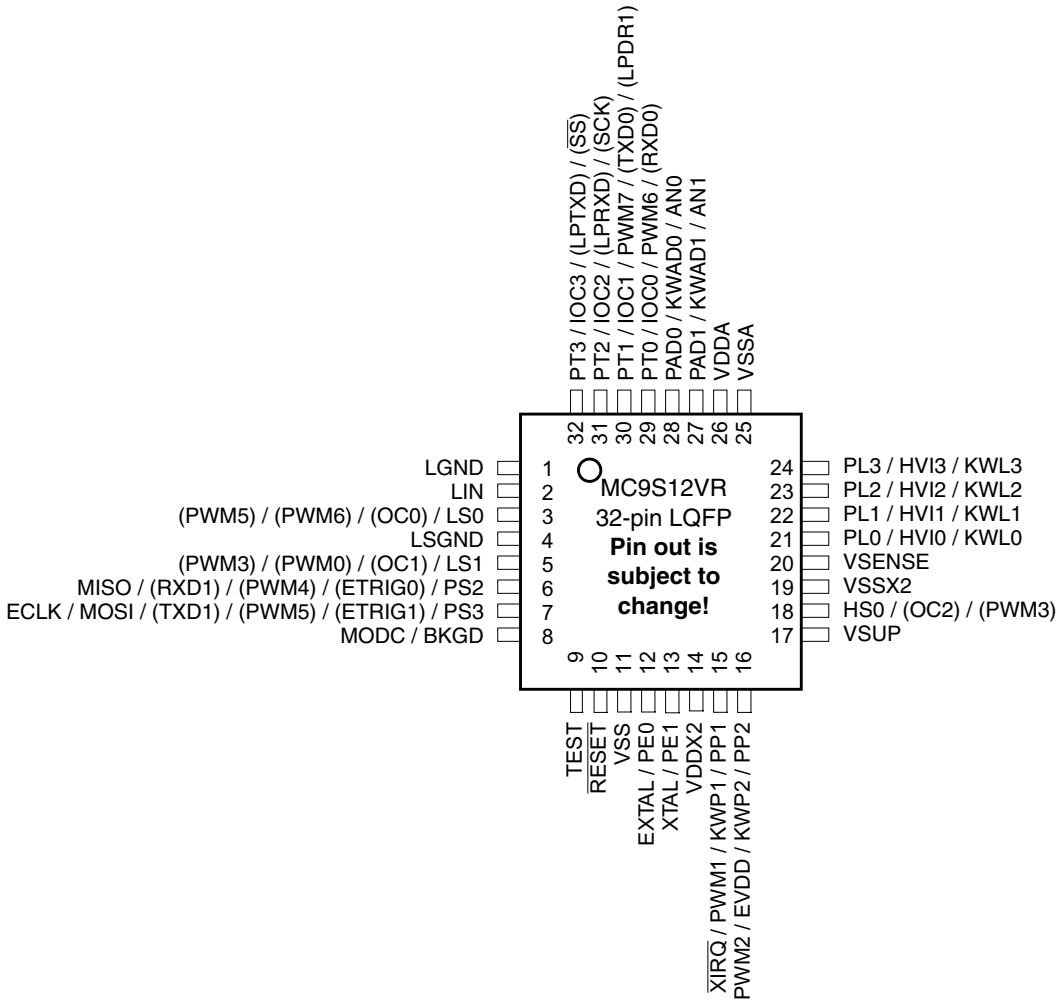 PT3 / IOC3 / (LPTXD) / (SS)
PT2 / IOC2 / (LPRXD) / (SCK)
PT1 / IOC1 / PWM7 / (TXD0) / (LPDR1)
PT0 / IOC0 / PWM6 / (RXD0)
PAD0 / KWAD0 / AN0
PAD1 / KWAD1 / AN1
VDDA
VSSA
32
31
30
29
28
27
26
25
LGND
LIN
(PWM5) / (PWM6) / (OC0) / LS0
LSGND
(PWM3) / (PWM0) / (OC1) / LS1
MISO / (RXD1) / (PWM4) / (ETRIG0) / PS2
ECLK / MOSI / (TXD1) / (PWM5) / (ETRIG1) / PS3
MODC / BKGD
1
2
3
4
5
6
7
8
MC9S12VR
32-pin LQFP
Pin out is
subject to
change!
24
23
22
21
20
19
18
17
PL3 / HVI3 / KWL3
PL2 / HVI2 / KWL2
PL1 / HVI1 / KWL1
PL0 / HVI0 / KWL0
VSENSE
VSSX2
HS0 / (OC2) / (PWM3)
VSUP
9
10
11
12
13
14
15
16
TEST
RESET
VSS
EXTAL / PE0
XTAL / PE1
VDDX2
XIRQ / PWM1 / KWP1 / PP1
PWM2 / EVDD / KWP2 / PP2